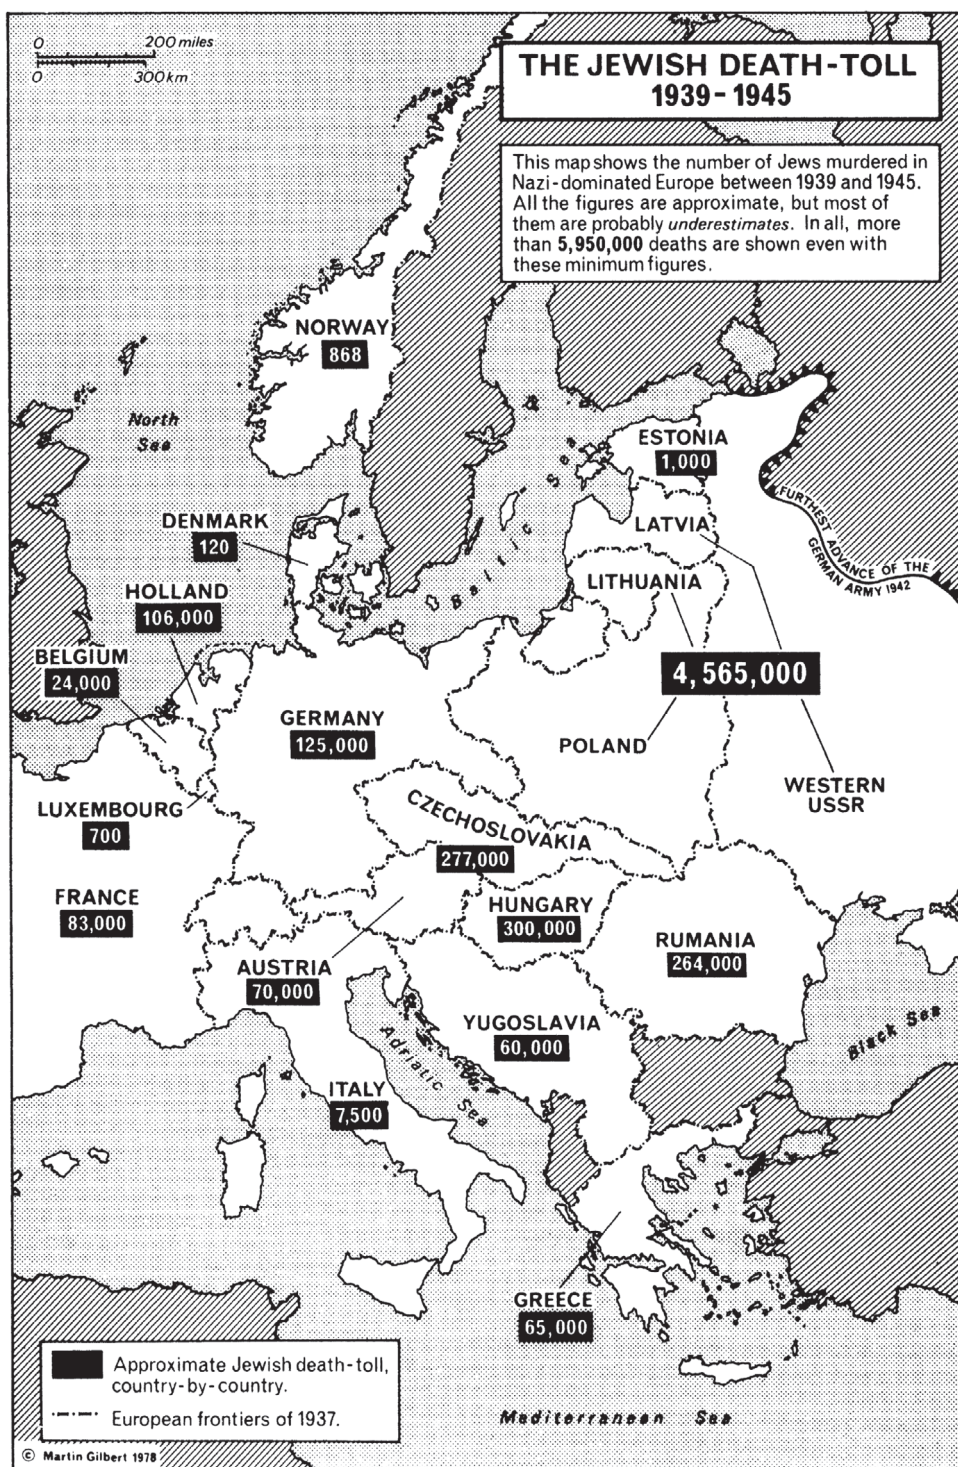 0 200 miles
0 300 km
THE JEWISH DEATH-TOLL
1939-1945
This map shows the number of Jews murdered in
Nazi-dominated Europe between 1939 and 1945.
All the figures are approximate, but most of
them are probably underestimates. In all, more
than 5,950,000 deaths are shown even with
these minimum figures.
NORWAY
868
North
Sea
ESTONIA
1,000
FURTHEST ADVANCE OF THE
GERMAN ARMY 1942
DENMARK
120
LATVIA
Baltic Sea
LITHUANIA
HOLLAND
106,000
BELGIUM
24,000
4,565,000
GERMANY
125,000
POLAND
WESTERN
USSR
LUXEMBOURG
700
CZECHOSLOVAKIA
277,000
FRANCE
83,000
HUNGARY
300,000
RUMANIA
264,000
AUSTRIA
70,000
YUGOSLAVIA
60,000
Black Sea
Adriatic Sea
ITALY
7,500
GREECE
65,000
Approximate Jewish death-toll,
country-by-country.
European frontiers of 1937.
Mediterranean Sea
© Martin Gilbert 1978